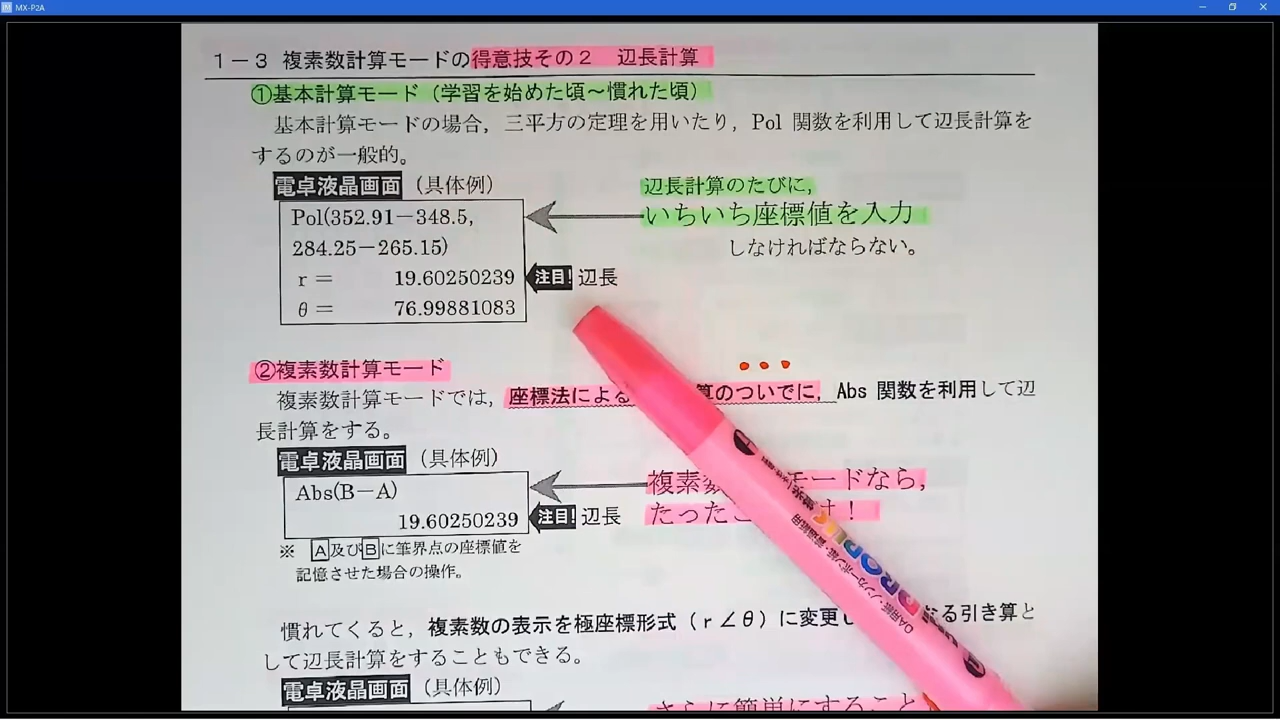 MX-P2A
１－３ 複素数計算モードの得意技その２ 辺長計算
①基本計算モード（学習を始めた頃～慣れた頃）
基本計算モードの場合，三平方の定理を用いたり，Pol 関数を利用して辺長計算を
するのが一般的。
電卓液晶画面（具体例）
Pol(352.91－348.5,
284.25－265.15)
r＝ 19.60250239
θ＝ 76.99881083
注目! 辺長
辺長計算のたびに，
いちいち座標値を入力
しなければならない。
②複素数計算モード
複素数計算モードでは，座標法による 算のついでに，Abs 関数を利用して辺
長計算をする。
電卓液晶画面（具体例）
Abs(B－A)
19.60250239
注目! 辺長
複素 モードなら，
たったこ ！
※ A及びBに筆界点の座標値を
記憶させた場合の操作。
慣れてくると，複素数の表示を極座標形式（ｒ∠θ）に変更 る引き算と
して辺長計算をすることもできる。
電卓液晶画面（具体例）
さらに簡単にすること